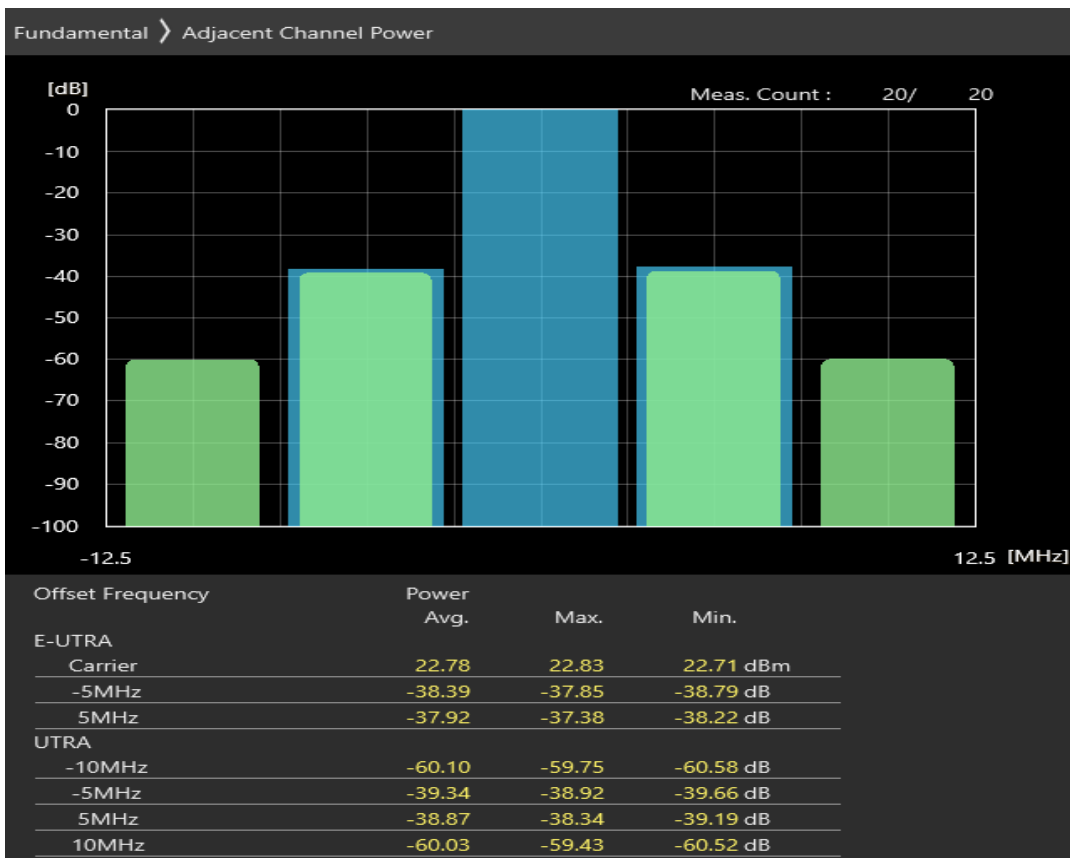 Fundamental 〉 Adjacent Channel Power
[dB]
Meas. Count : 20/ 20
0
-10
-20
-30
-40
-50
-60
-70
-80
-90
-100
-12.5 12.5 [MHz]
Offset Frequency Power
Avg. Max. Min.
E-UTRA
Carrier 22.78 22.83 22.71 dBm
-5MHz -38.39 -37.85 -38.79 dB
5MHz -37.92 -37.38 -38.22 dB
UTRA
-10MHz -60.10 -59.75 -60.58 dB
-5MHz -39.34 -38.92 -39.66 dB
5MHz -38.87 -38.34 -39.19 dB
10MHz -60.03 -59.43 -60.52 dB